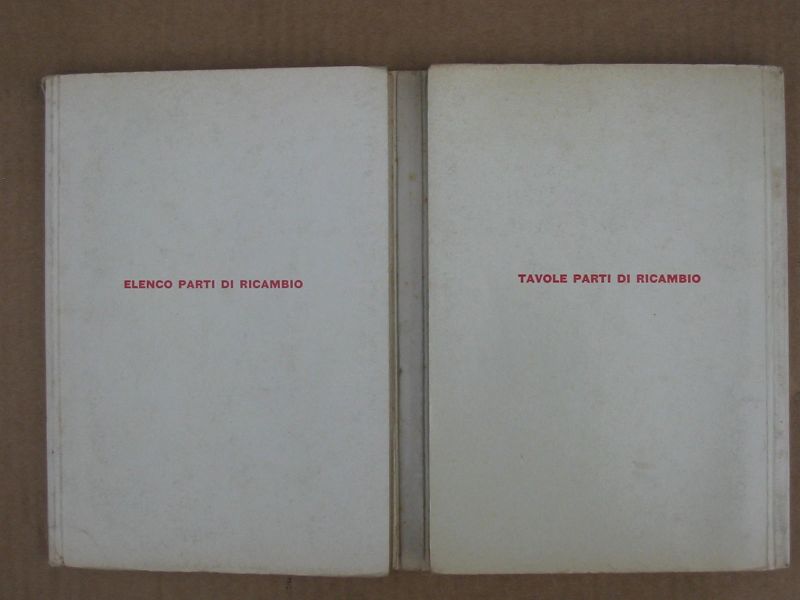 ELENCO PARTI DI RICAMBIO
TAVOLE PARTI DI RICAMBIO